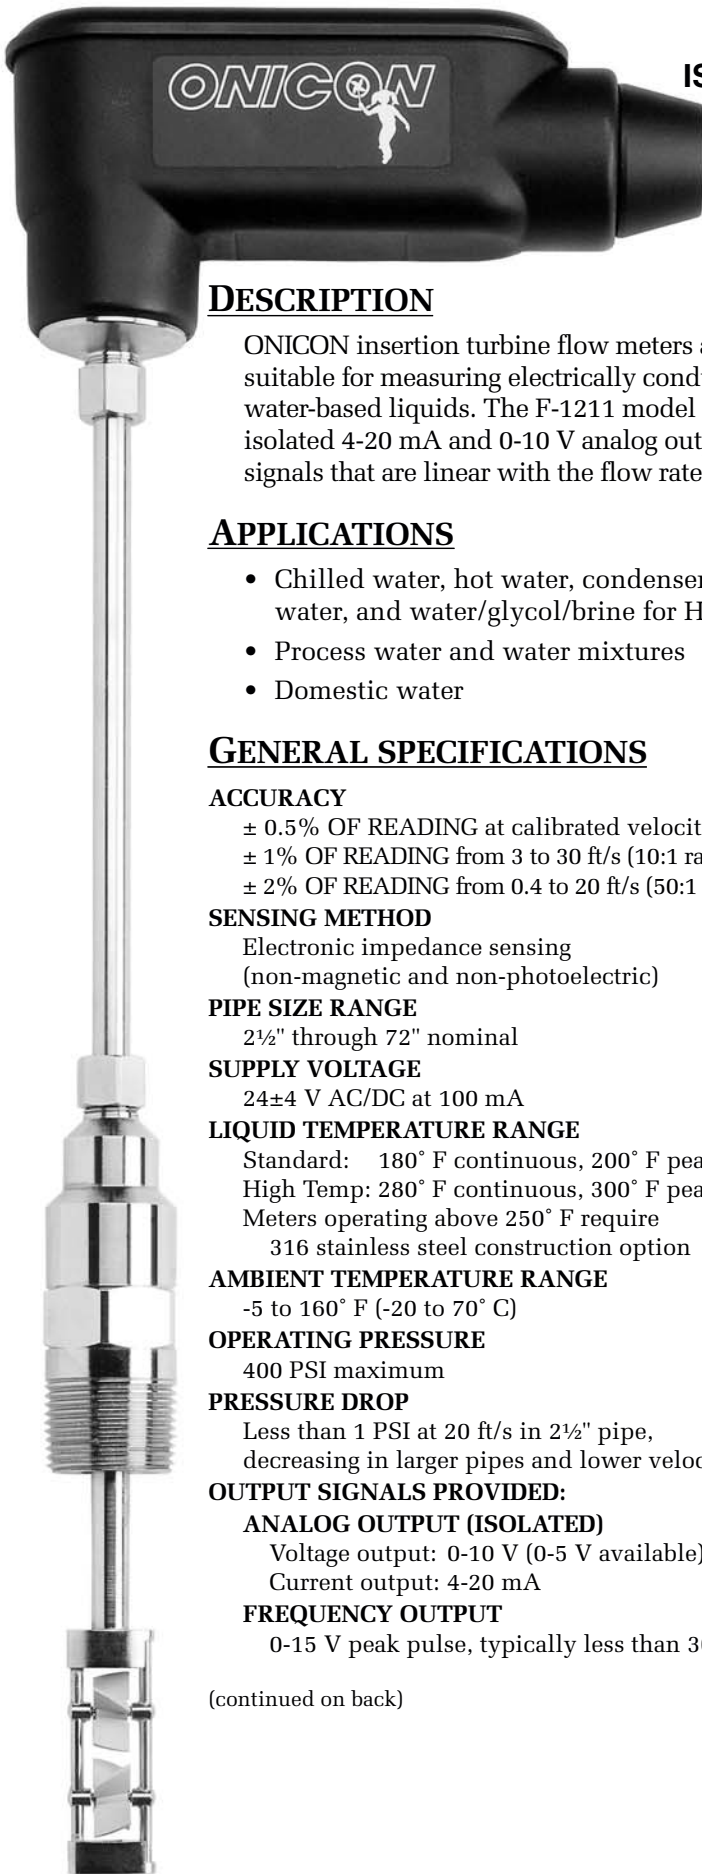 ONICON
IS
DESCRIPTION
ONICON insertion turbine flow meters a
suitable for measuring electrically cond
water-based liquids. The F-1211 model
isolated 4-20 mA and 0-10 V analog out
signals that are linear with the flow rate
APPLICATIONS
• Chilled water, hot water, condenser
water, and water/glycol/brine for H
• Process water and water mixtures
• Domestic water
GENERAL SPECIFICATIONS
ACCURACY
± 0.5% OF READING at calibrated velocit
± 1% OF READING from 3 to 30 ft/s (10:1 ra
± 2% OF READING from 0.4 to 20 ft/s (50:1
SENSING METHOD
Electronic impedance sensing
(non-magnetic and non-photoelectric)
PIPE SIZE RANGE
2½" through 72" nominal
SUPPLY VOLTAGE
24±4 V AC/DC at 100 mA
LIQUID TEMPERATURE RANGE
Standard: 180˚ F continuous, 200˚ F pea
High Temp: 280˚ F continuous, 300˚ F pea
Meters operating above 250˚ F require
316 stainless steel construction option
AMBIENT TEMPERATURE RANGE
-5 to 160˚ F (-20 to 70˚ C)
OPERATING PRESSURE
400 PSI maximum
PRESSURE DROP
Less than 1 PSI at 20 ft/s in 2½" pipe,
decreasing in larger pipes and lower veloc
OUTPUT SIGNALS PROVIDED:
ANALOG OUTPUT (ISOLATED)
Voltage output: 0-10 V (0-5 V available)
Current output: 4-20 mA
FREQUENCY OUTPUT
0-15 V peak pulse, typically less than 30
(continued on back)